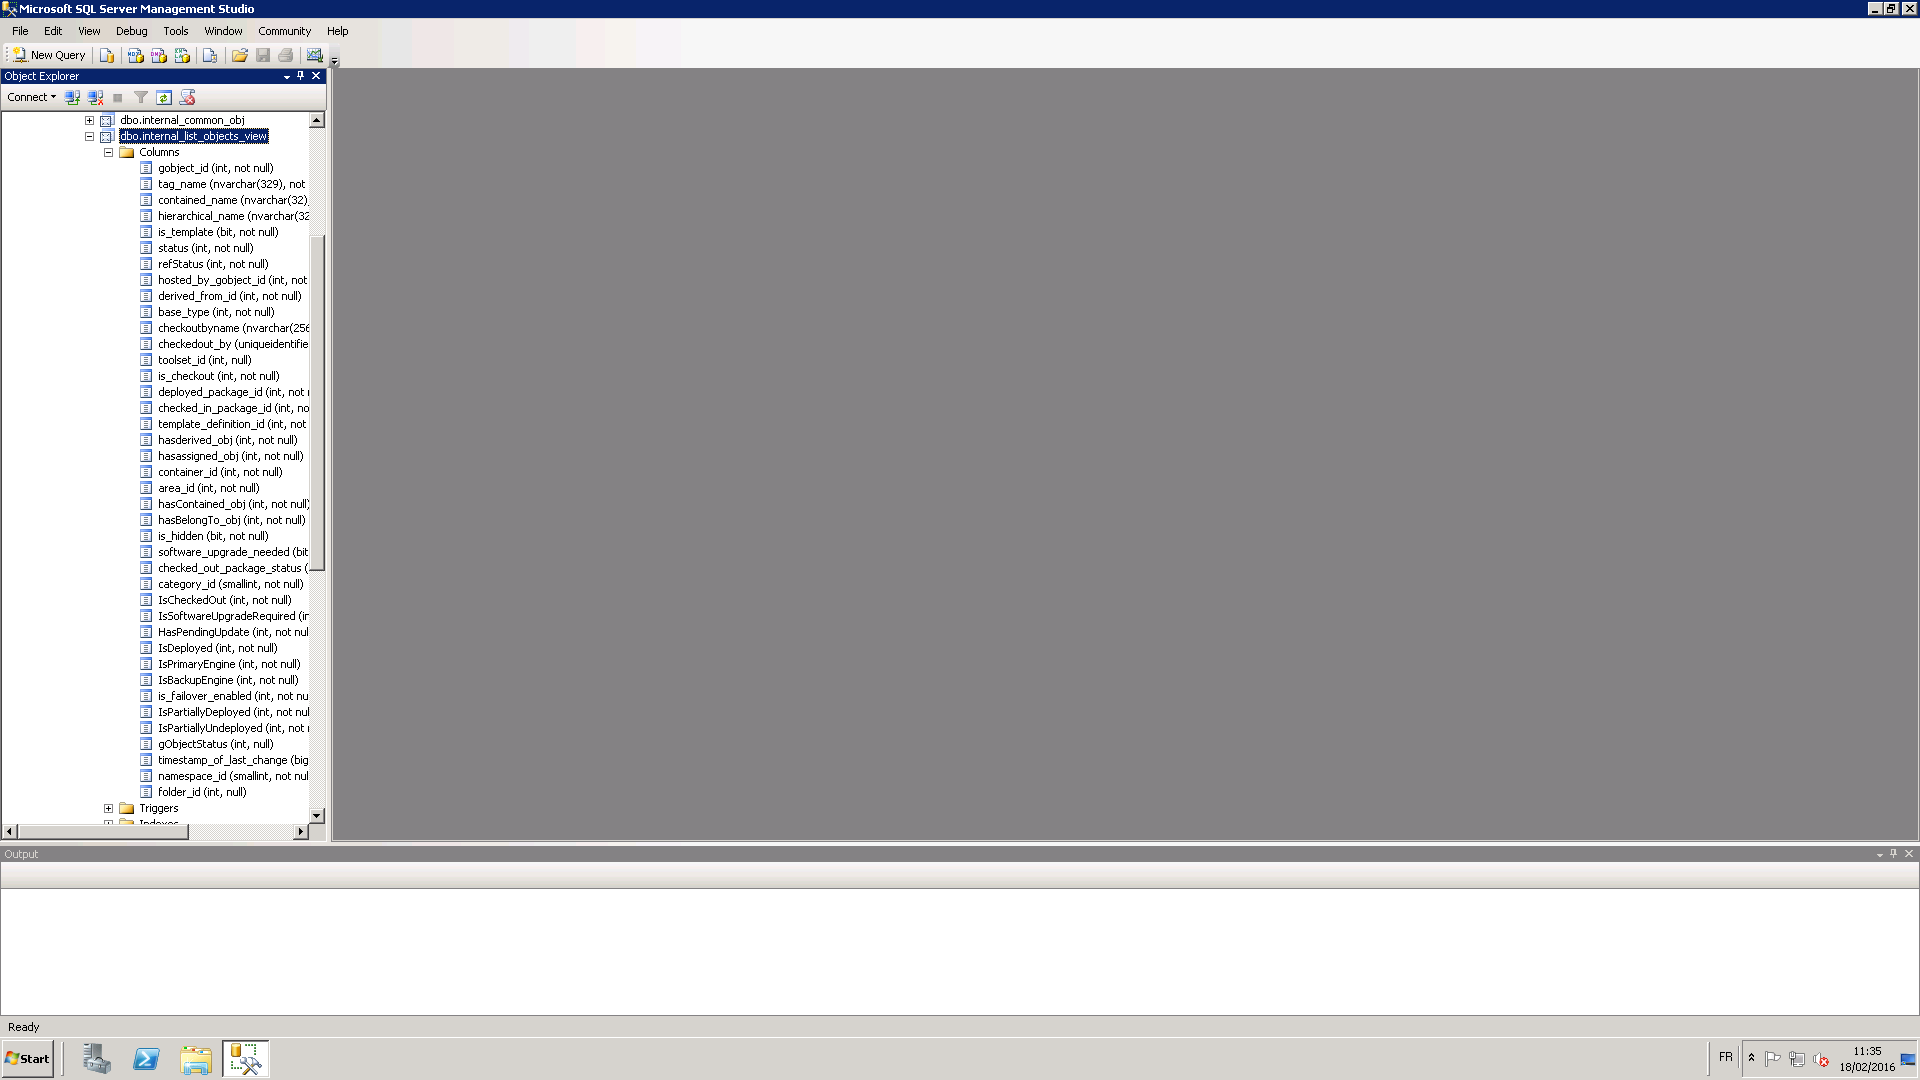 Microsoft SQL Server Management Studio
File Edit View Debug Tools Window Community Help
New Query
Object Explorer
Connect
dbo.internal_common_obj
dbo.internal_list_objects_view
Columns
gobject_id (int, not null)
tag_name (nvarchar(329), not
contained_name (nvarchar(32)
hierarchical_name (nvarchar(32
is_template (bit, not null)
status (int, not null)
refStatus (int, not null)
hosted_by_gobject_id (int, not
derived_from_id (int, not null)
base_type (int, not null)
checkoutbyname (nvarchar(256
checkedout_by (uniqueidentifie
toolset_id (int, null)
is_checkout (int, not null)
deployed_package_id (int, not
checked_in_package_id (int, no
template_definition_id (int, not
hasderived_obj (int, not null)
hasassigned_obj (int, not null)
container_id (int, not null)
area_id (int, not null)
hasContained_obj (int, not null)
hasBelongTo_obj (int, not null)
is_hidden (bit, not null)
software_upgrade_needed (bit
checked_out_package_status (
category_id (smallint, not null)
IsCheckedOut (int, not null)
IsSoftwareUpgradeRequired (in
HasPendingUpdate (int, not nul
IsDeployed (int, not null)
IsPrimaryEngine (int, not null)
IsBackupEngine (int, not null)
is_failover_enabled (int, not nu
IsPartiallyDeployed (int, not nul
IsPartiallyUndeployed (int, not
gObjectStatus (int, null)
timestamp_of_last_change (big
namespace_id (smallint, not nul
folder_id (int, null)
Triggers
Indexes
Output
Ready
Start
FR
11:35
18/02/2016